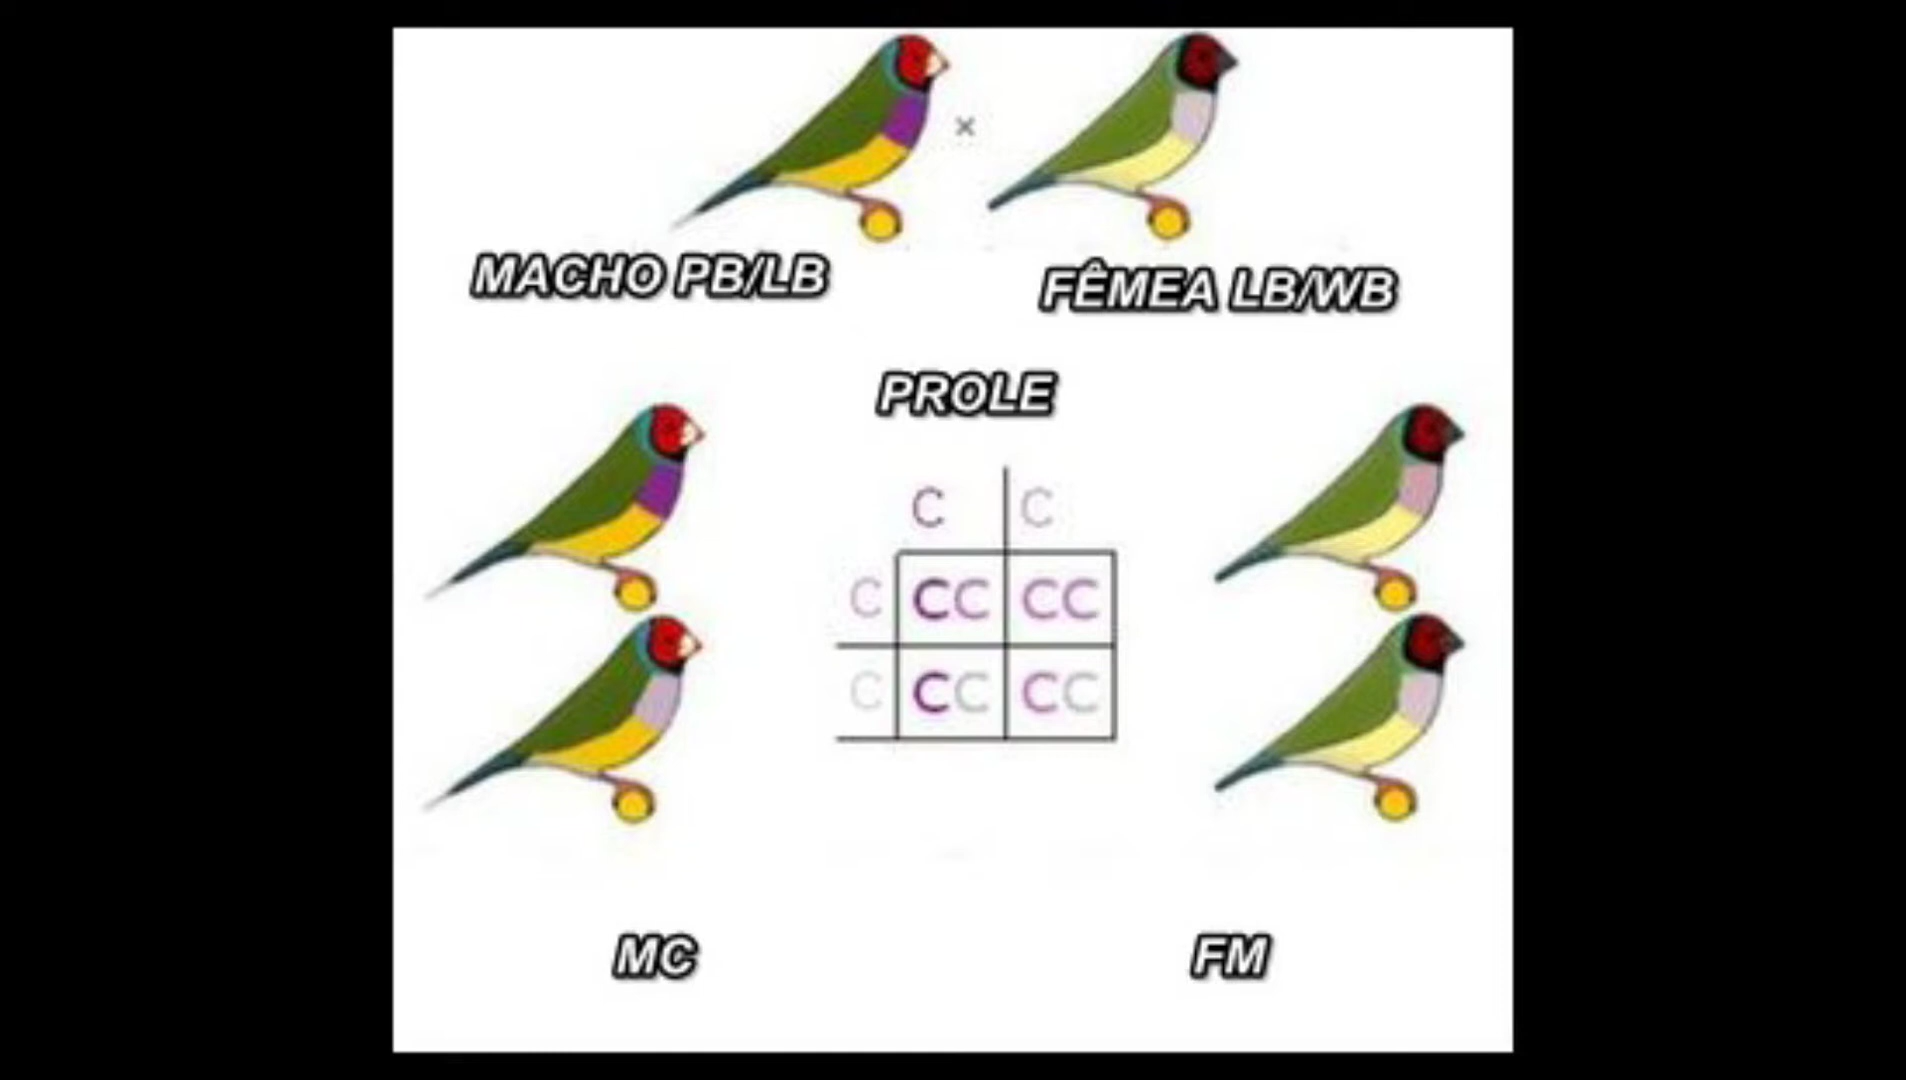 ×
MACHO PB/LB
FÊMEA LB/WB
PROLE
C C
C CC CC
C CC CC
MC
FM